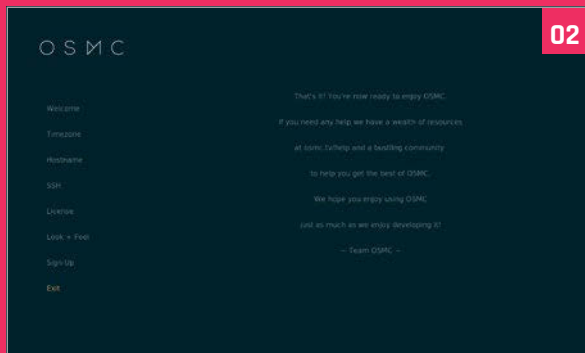 02
OSMC
Welcome
Timezone
Hostname
SSH
License
Look + Feel
Sign Up
Exit
That's it! You're now ready to enjoy OSMC.
If you need any help we have a wealth of resources
at osmc.tv/help and a bustling community
to help you get the best of OSMC.
We hope you enjoy using OSMC
just as much as we enjoy developing it!
— Team OSMC —